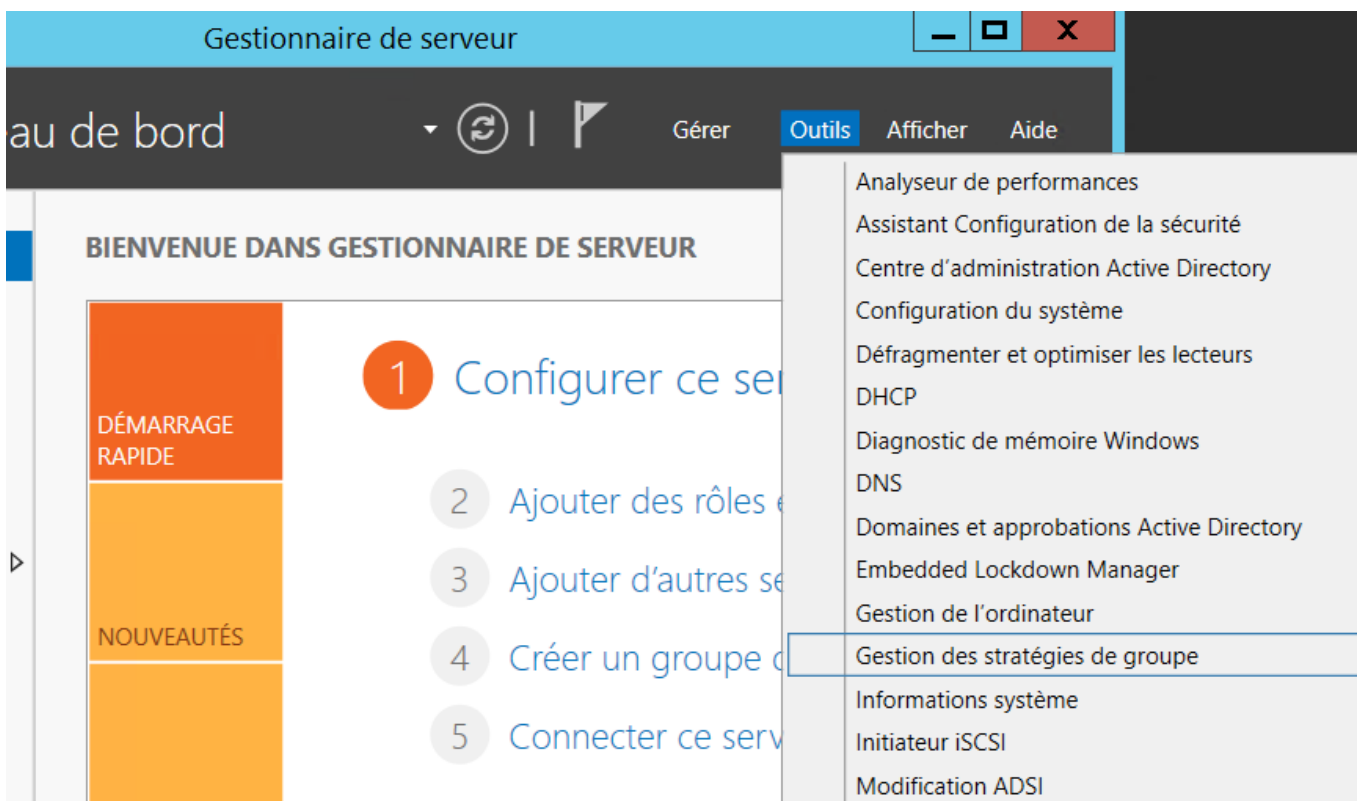 Gestionnaire de serveur
au de bord
Gérer Outils Afficher Aide
BIENVENUE DANS GESTIONNAIRE DE SERVEUR
DÉMARRAGE
RAPIDE
NOUVEAUTÉS
1 Configurer ce
2 Ajouter des rôles
3 Ajouter d’autres
4 Créer un groupe
5 Connecter ce
Analyseur de performances
Assistant Configuration de la sécurité
Centre d’administration Active Directory
Configuration du système
Défragmenter et optimiser les lecteurs
DHCP
Diagnostic de mémoire Windows
DNS
Domaines et approbations Active Directory
Embedded Lockdown Manager
Gestion de l’ordinateur
Gestion des stratégies de groupe
Informations système
Initiateur iSCSI
Modification ADSI